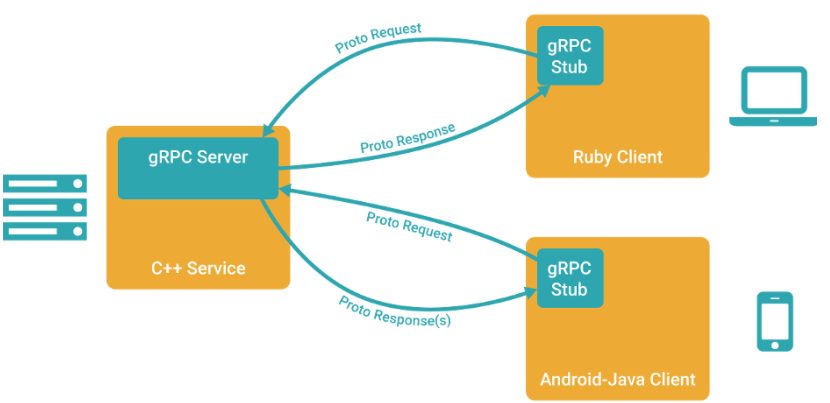 Proto Request
gRPC
Stub
Ruby Client
Proto Response
gRPC Server
C++ Service
Proto Request
gRPC
Stub
Proto Response(s)
Android-Java Client